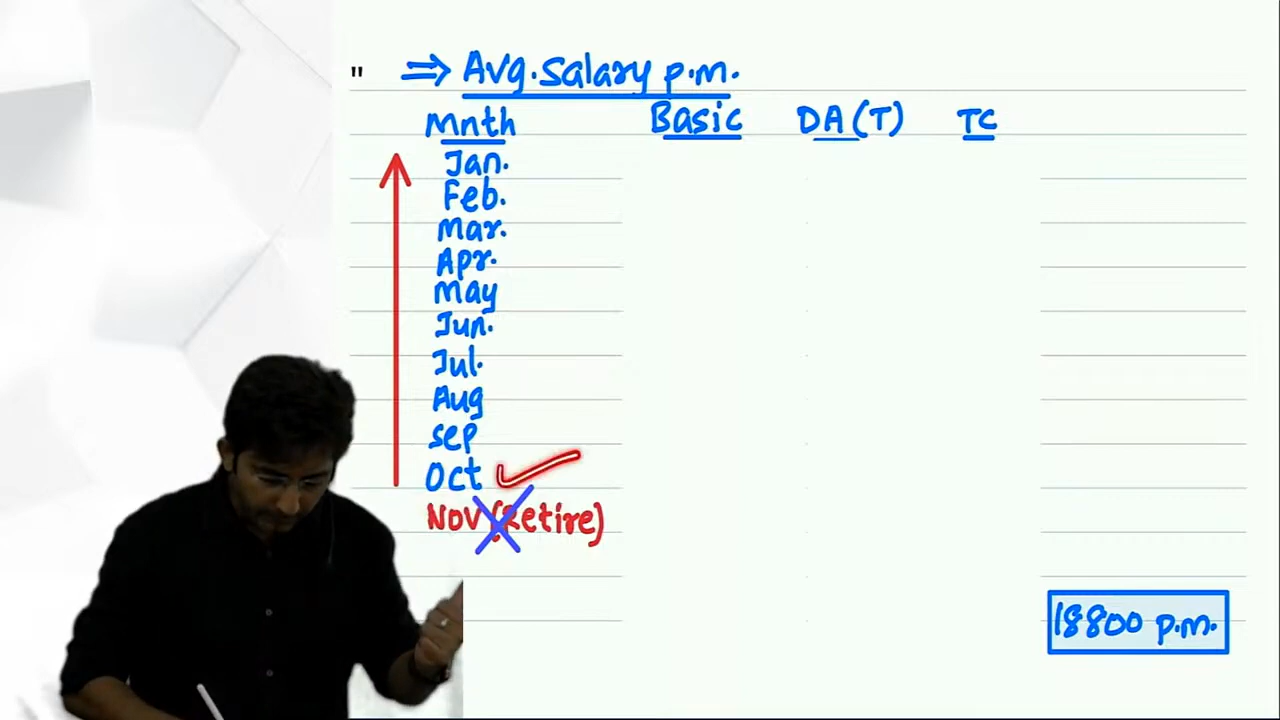 " ⇒ Avg. Salary p.m.
Mnth Basic DA (T) TC
Jan.
Feb.
Mar.
Apr.
May
Jun.
Jul.
Aug
Sep
Oct
Nov (Retire)
18800 p.m.